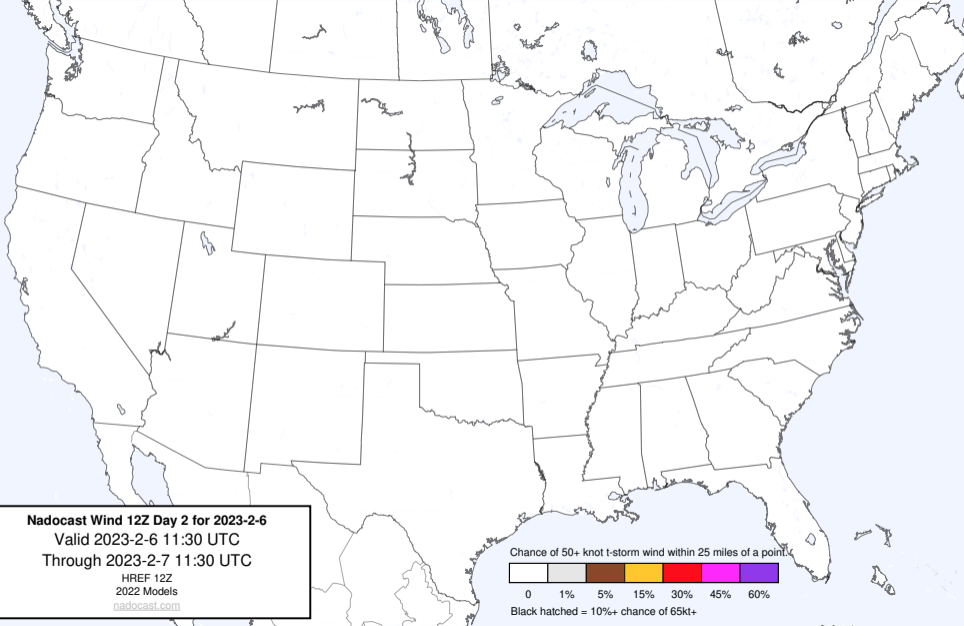 Nadocast Wind 12Z Day 2 for 2023-2-6
Valid 2023-2-6 11:30 UTC
Through 2023-2-7 11:30 UTC
HREF 12Z
2022 Models
nadocast.com
Chance of 50+ knot t-storm wind within 25 miles of a point.
0 1% 5% 15% 30% 45% 60%
Black hatched = 10%+ chance of 65kt+